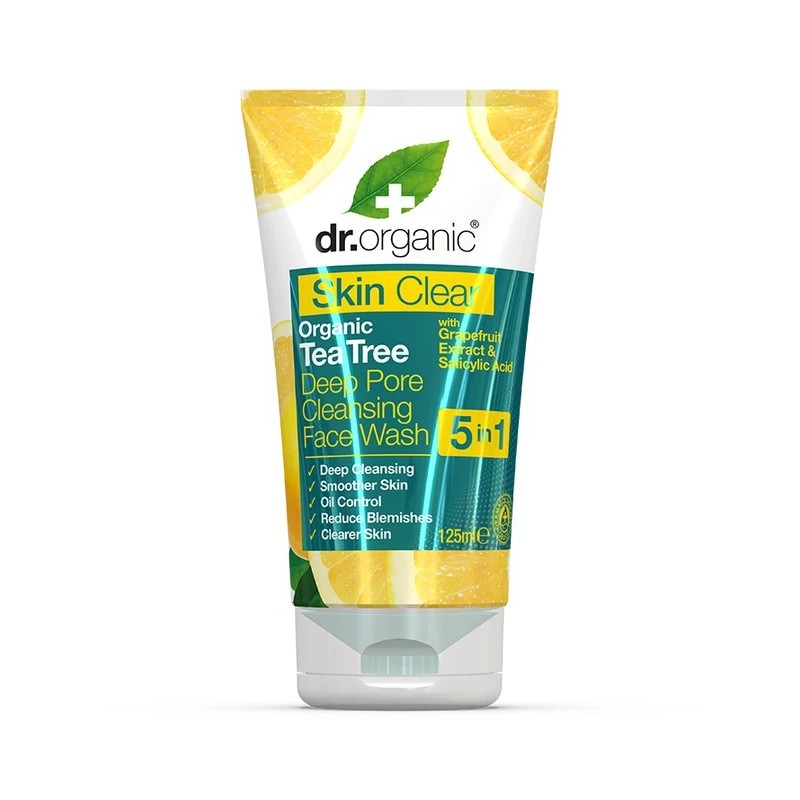 dr.organic®
Skin Clear
Organic
Tea Tree
Deep Pore
Cleansing
Face Wash
with
Grapefruit
Extract &
Salicylic Acid
5 in 1
✓ Deep Cleansing
✓ Smoother Skin
✓ Oil Control
✓ Reduce Blemishes
✓ Clearer Skin
125ml℮